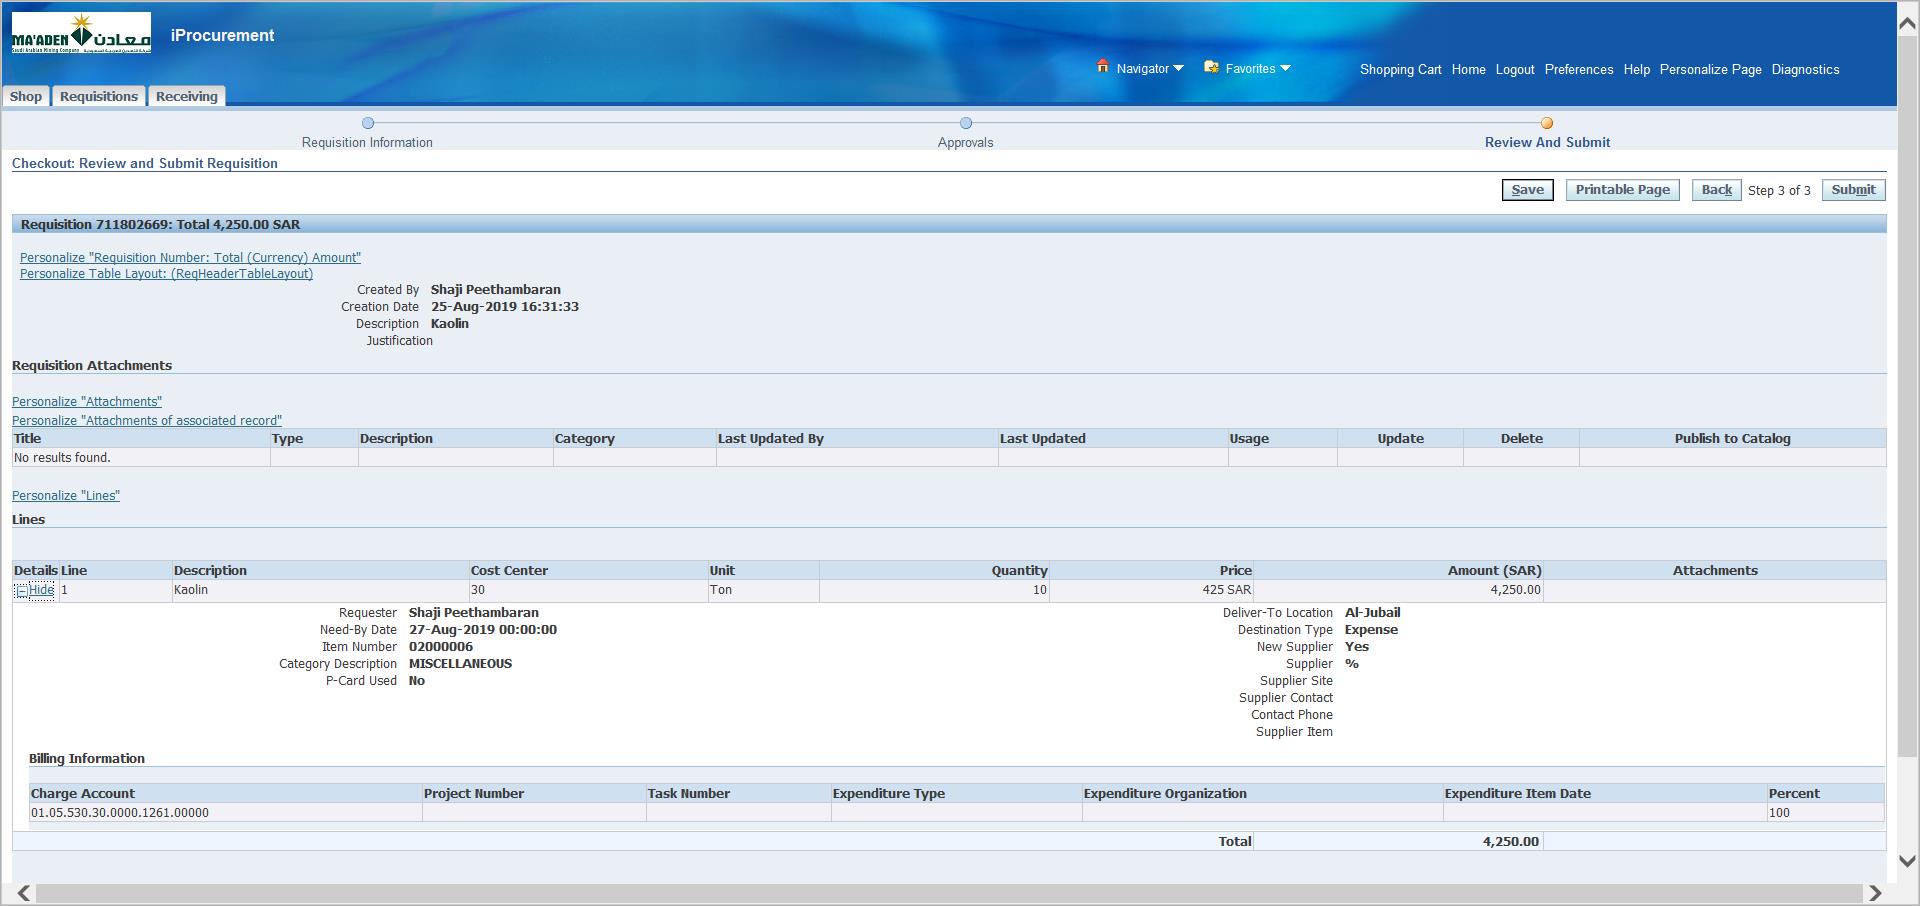 MA'ADEN معادن
Saudi Arabian Mining Company
iProcurement
Navigator Favorites Shopping Cart Home Logout Preferences Help Personalize Page Diagnostics
Shop Requisitions Receiving
Requisition Information Approvals Review And Submit
Checkout: Review and Submit Requisition
Save Printable Page Back Step 3 of 3 Submit
Requisition 711802669: Total 4,250.00 SAR
Personalize "Requisition Number: Total (Currency) Amount"
Personalize Table Layout: (ReqHeaderTableLayout)
Created By Shaji Peethambaran
Creation Date 25-Aug-2019 16:31:33
Description Kaolin
Justification
Requisition Attachments
Personalize "Attachments"
Personalize "Attachments of associated record"
Title Type Description Category Last Updated By Last Updated Usage Update Delete Publish to Catalog
No results found.
Personalize "Lines"
Lines
Details Line Description Cost Center Unit Quantity Price Amount (SAR) Attachments
Hide 1 Kaolin 30 Ton 10 425 SAR 4,250.00
Requester Shaji Peethambaran Deliver-To Location Al-Jubail
Need-By Date 27-Aug-2019 00:00:00 Destination Type Expense
Item Number 02000006 New Supplier Yes
Category Description MISCELLANEOUS Supplier %
P-Card Used No Supplier Site
Supplier Contact
Contact Phone
Supplier Item
Billing Information
Charge Account Project Number Task Number Expenditure Type Expenditure Organization Expenditure Item Date Percent
01.05.530.30.0000.1261.00000 100
Total 4,250.00